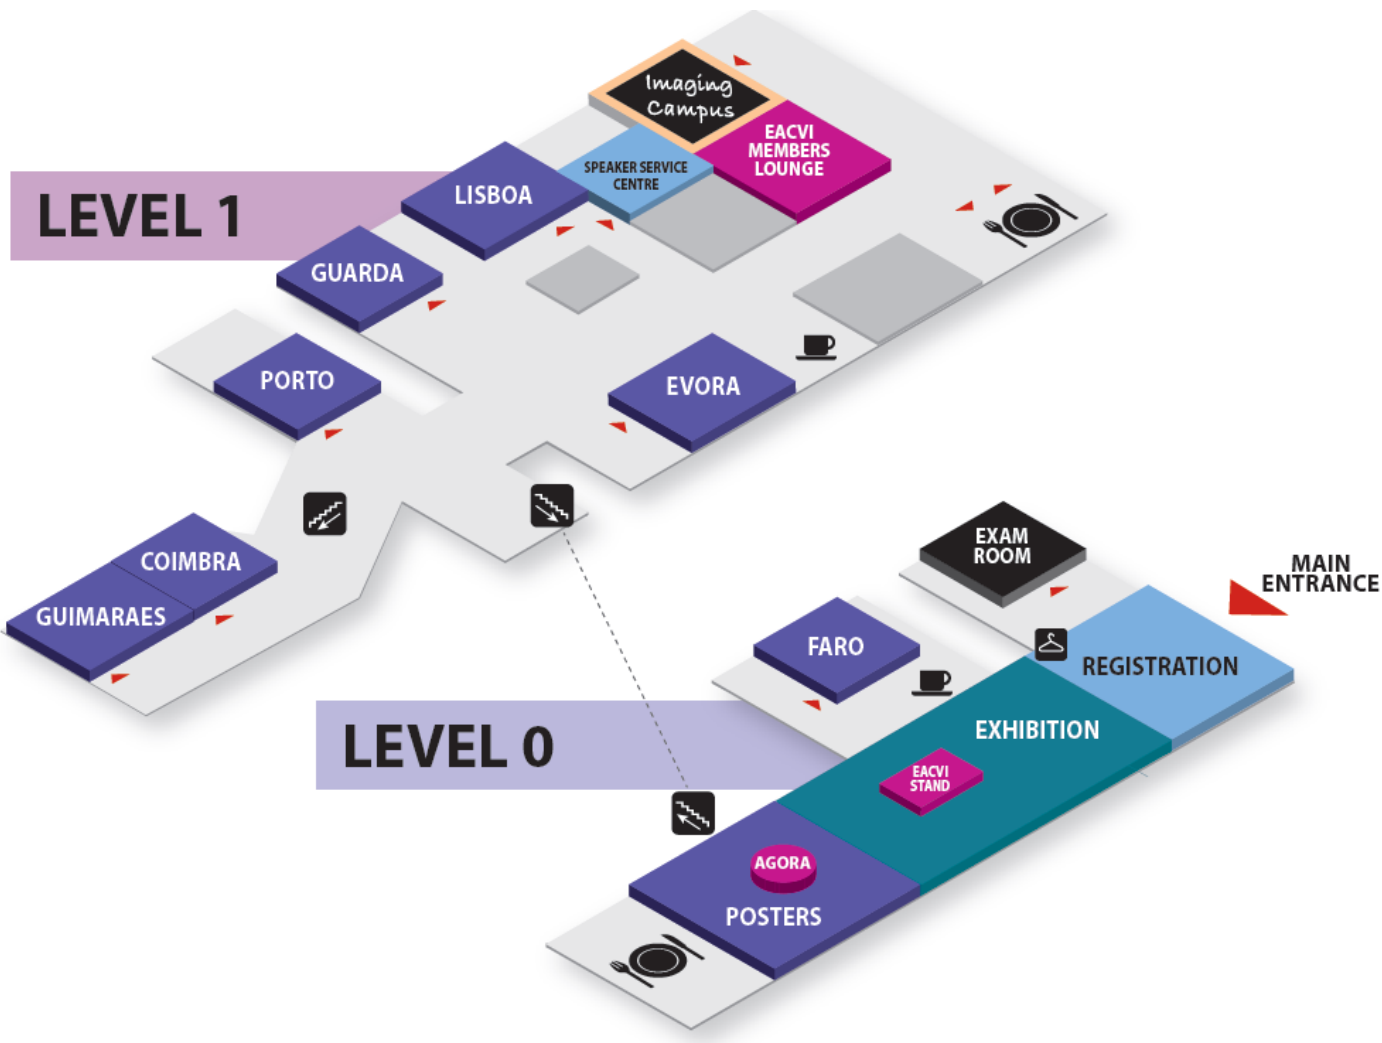 Imaging
Campus
EACVI
MEMBERS
LOUNGE
SPEAKER SERVICE
CENTRE
LISBOA
LEVEL 1
GUARDA
PORTO
EVORA
COIMBRA
GUIMARAES
EXAM
ROOM
MAIN
ENTRANCE
FARO
REGISTRATION
EXHIBITION
LEVEL 0
EACVI
STAND
AGORA
POSTERS